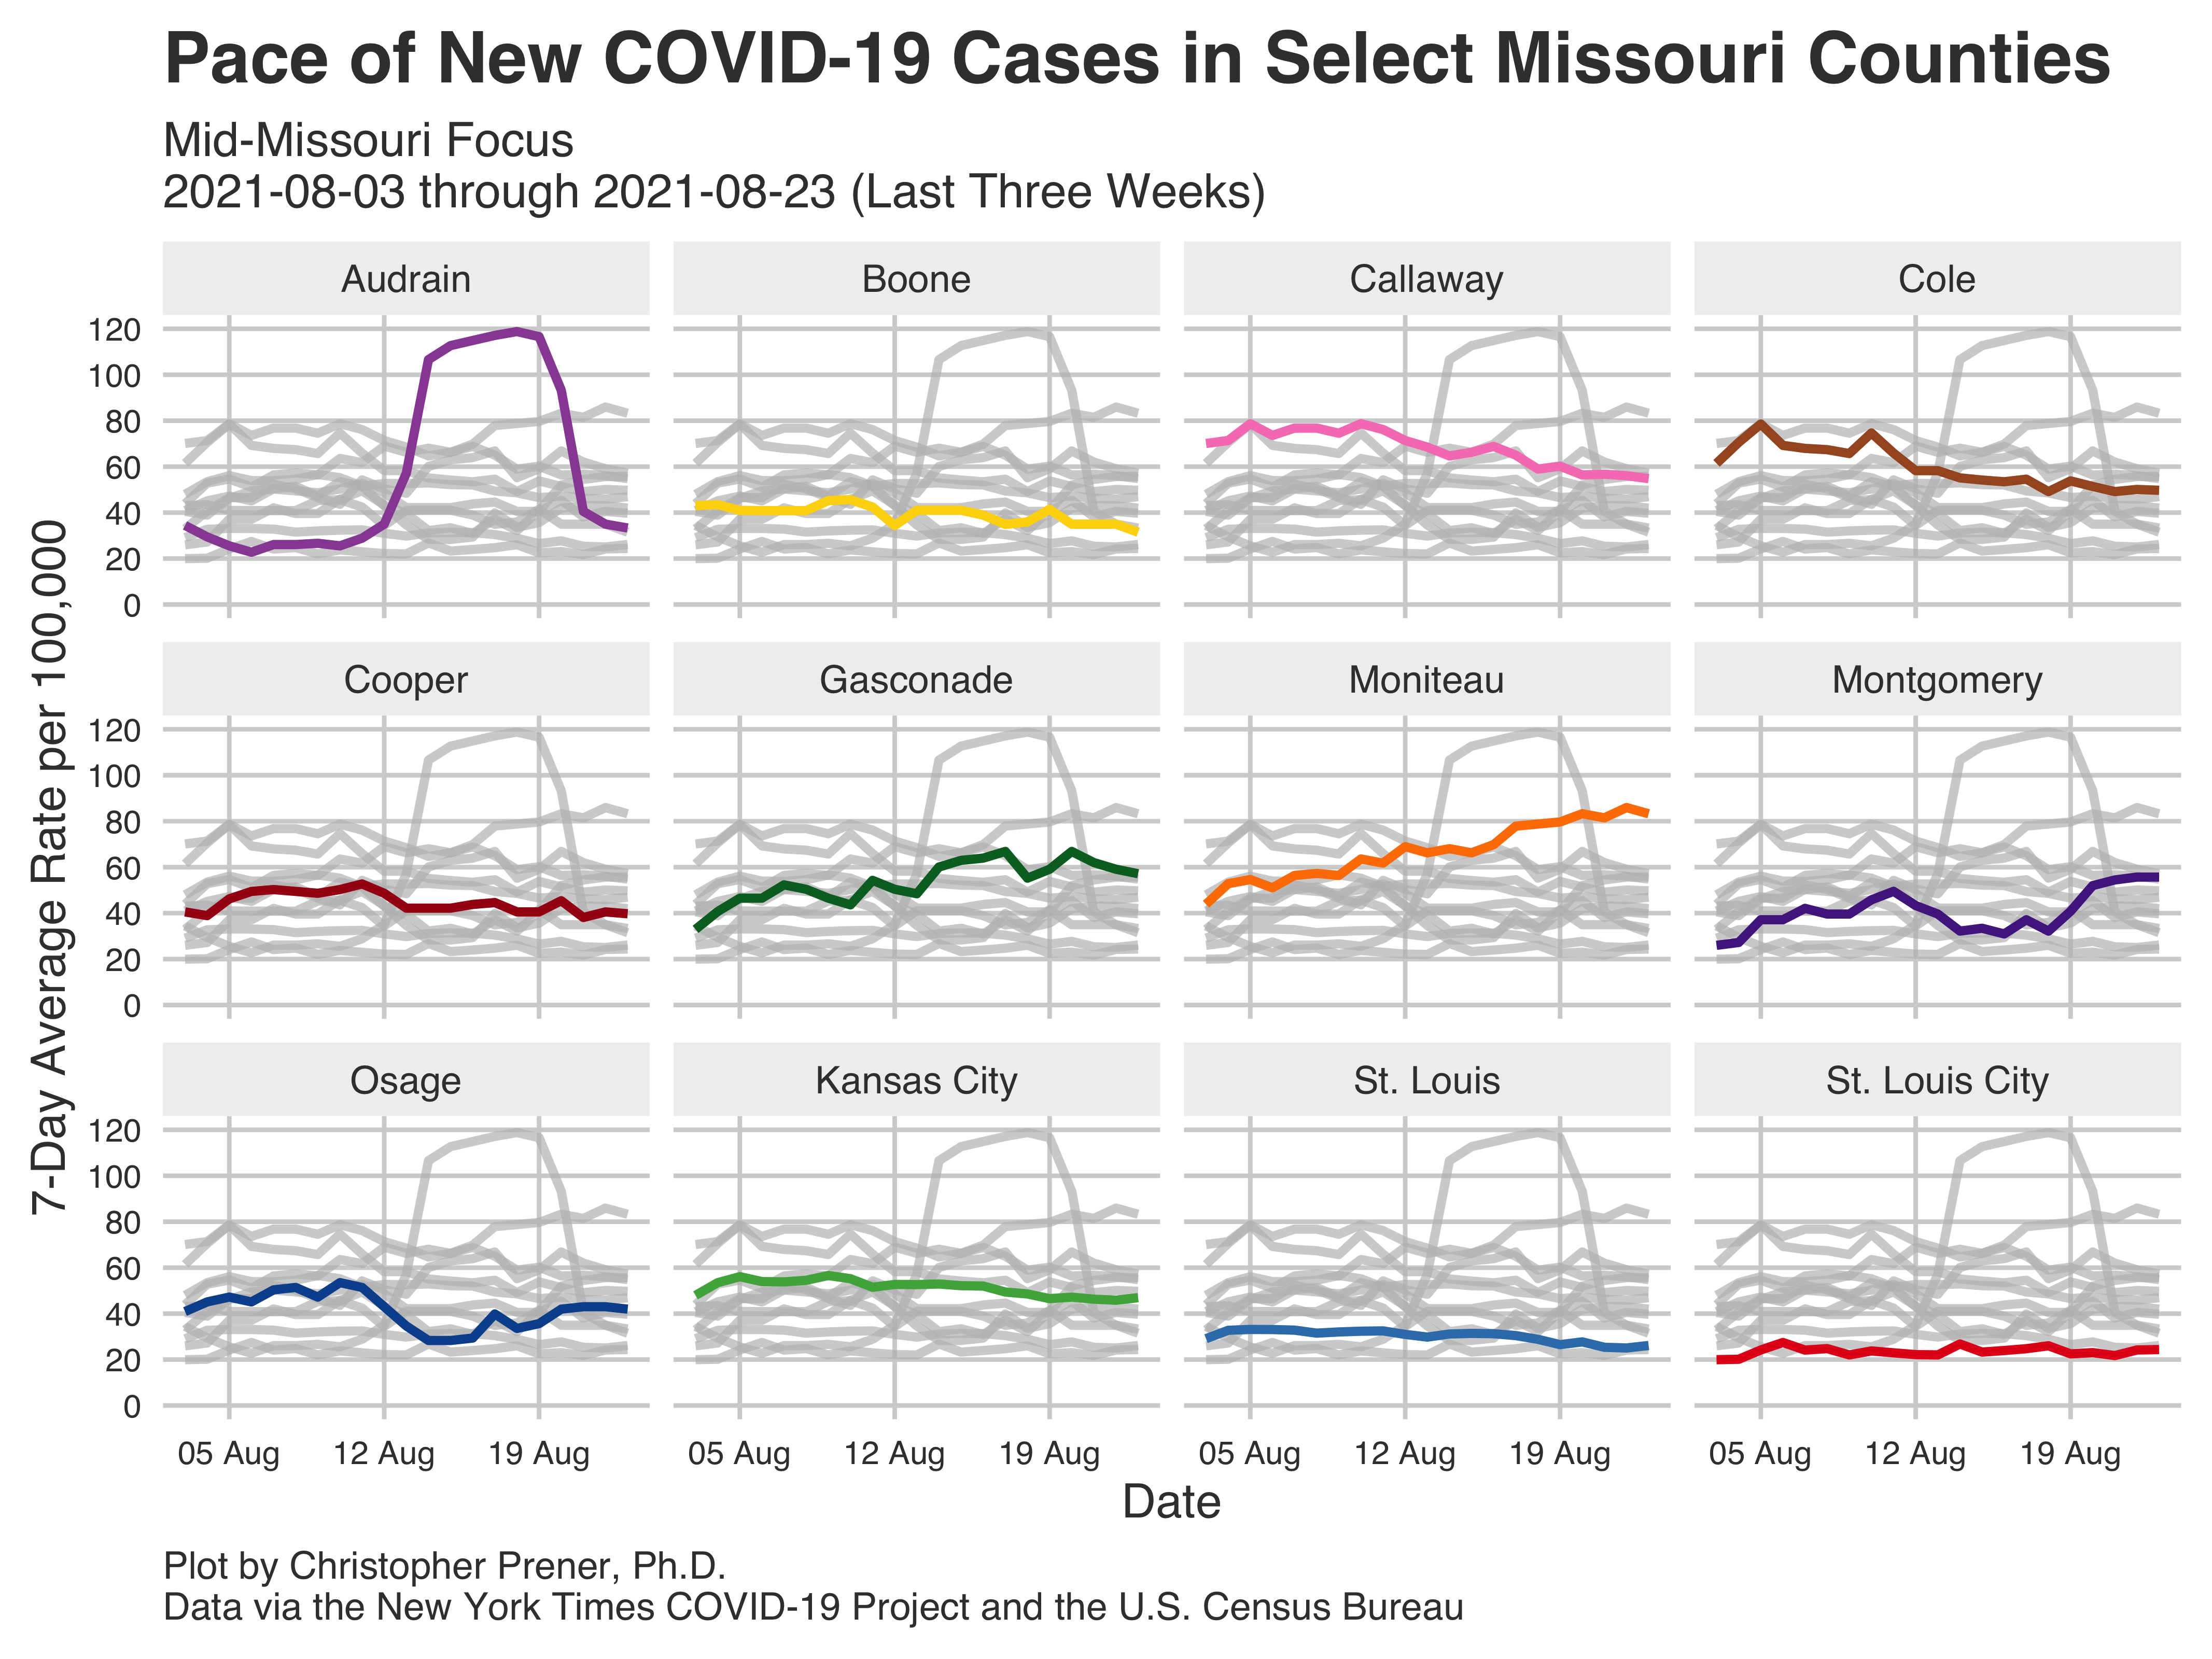 Pace of New COVID-19 Cases in Select Missouri Counties
Mid-Missouri Focus
2021-08-03 through 2021-08-23 (Last Three Weeks)
Audrain
Boone
Callaway
Cole
120
100
80
60
40
20
0
Cooper
Gasconade
Moniteau
Montgomery
120
100
80
60
40
20
0
Osage
Kansas City
St. Louis
St. Louis City
120
100
80
60
40
20
0
7-Day Average Rate per 100,000
05 Aug 12 Aug 19 Aug
05 Aug 12 Aug 19 Aug
05 Aug 12 Aug 19 Aug
05 Aug 12 Aug 19 Aug
Date
Plot by Christopher Prener, Ph.D.
Data via the New York Times COVID-19 Project and the U.S. Census Bureau